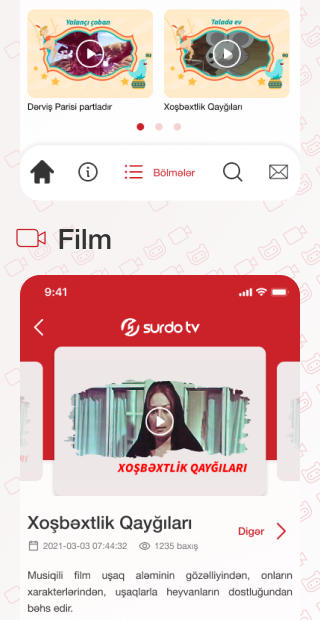 Yalançı çoban
Talada ev
Dərviş Parisi partladır
Xoşbəxtlik Qayğıları
Bölmələr
Film
9:41
surdo tv
XOŞBƏXTLİK QAYĞILARI
Xoşbəxtlik Qayğıları
Digər
2021-03-03 07:44:32
1235 baxış
Musiqili film uşaq aləminin gözəlliyindən, onların
xarakterlərindən, uşaqlarla heyvanların dostluğundan
bəhs edir.